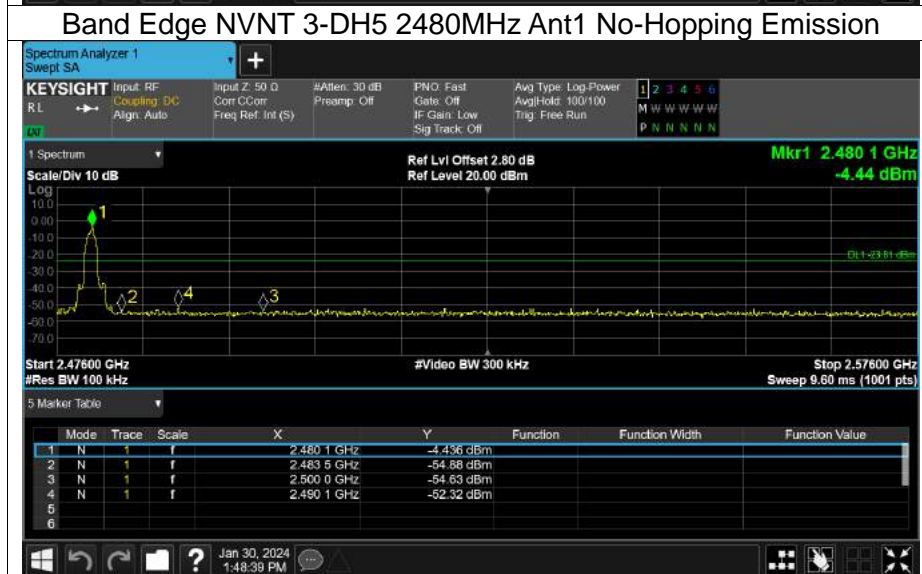 Band Edge NVNT 3-DH5 2480MHz Ant1 No-Hopping Emission
Spectrum Analyzer 1
Swept SA
+
KEYSIGHT Input: RF Input Z: 50 Ω #Atten: 30 dB PNO: Fast Avg Type: Log-Power 1 2 3 4 5 6
RL Coupling: DC Corr CCorr Preamp: Off Gate: Off Avg|Hold: 100/100 M W W W W W
Align: Auto Freq Ref: Int (S) IF Gain: Low Trig: Free Run
Sig Track: Off P N N N N N
1 Spectrum
Ref Lvl Offset 2.80 dB Mkr1 2.480 1 GHz
Scale/Div 10 dB Ref Level 20.00 dBm -4.44 dBm
Log
10.0
0.00
-10.0
-20.0
-30.0
-40.0
-50.0
-60.0
-70.0
1
DL1 -23.81 dBm
2 4 3
Start 2.47600 GHz #Video BW 300 kHz Stop 2.57600 GHz
#Res BW 100 kHz Sweep 9.60 ms (1001 pts)
5 Marker Table
Mode Trace Scale X Y Function Function Width Function Value
1 N 1 f 2.480 1 GHz -4.436 dBm
2 N 1 f 2.483 5 GHz -54.88 dBm
3 N 1 f 2.500 0 GHz -54.63 dBm
4 N 1 f 2.490 1 GHz -52.32 dBm
5
6
? Jan 30, 2024
1:48:39 PM